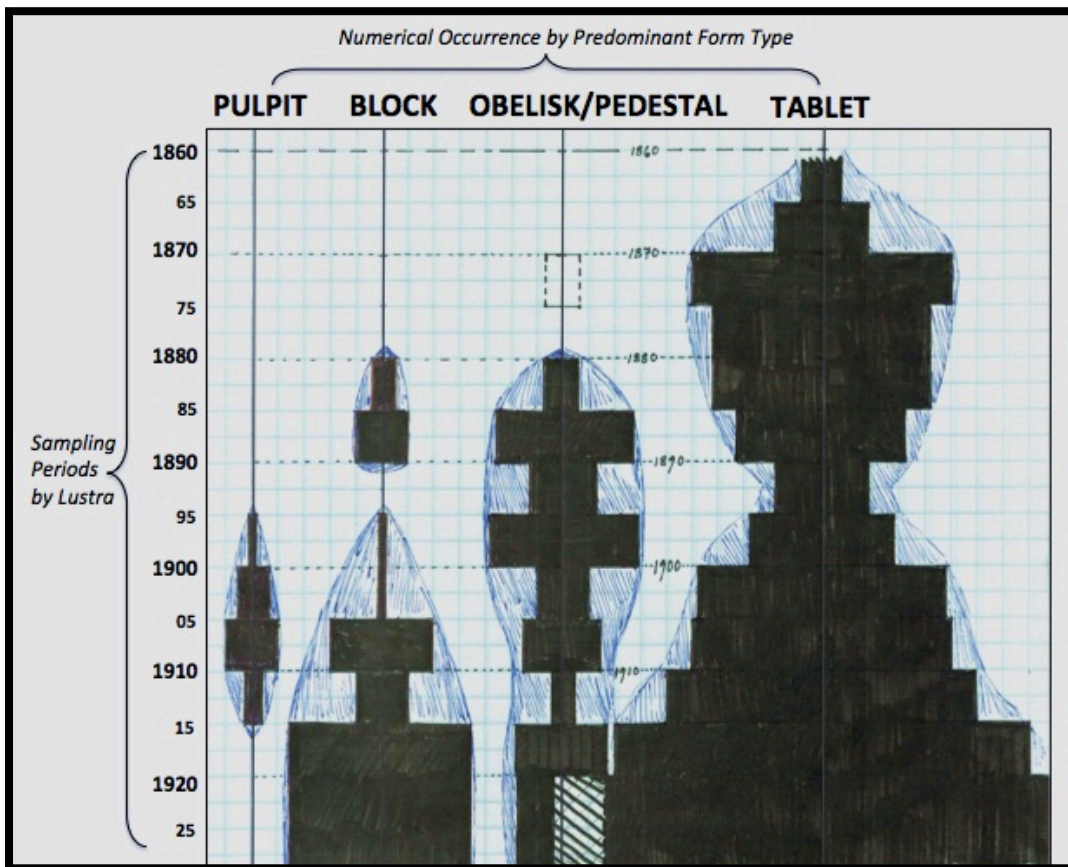 Numerical Occurrence by Predominant Form Type
PULPIT BLOCK OBELISK/PEDESTAL TABLET
1860 1860
65
1870 1870
75
1880 1880
85
Sampling
Periods
by Lustra
1890 1890
95
1900 1900
05
1910 1910
15
1920
25